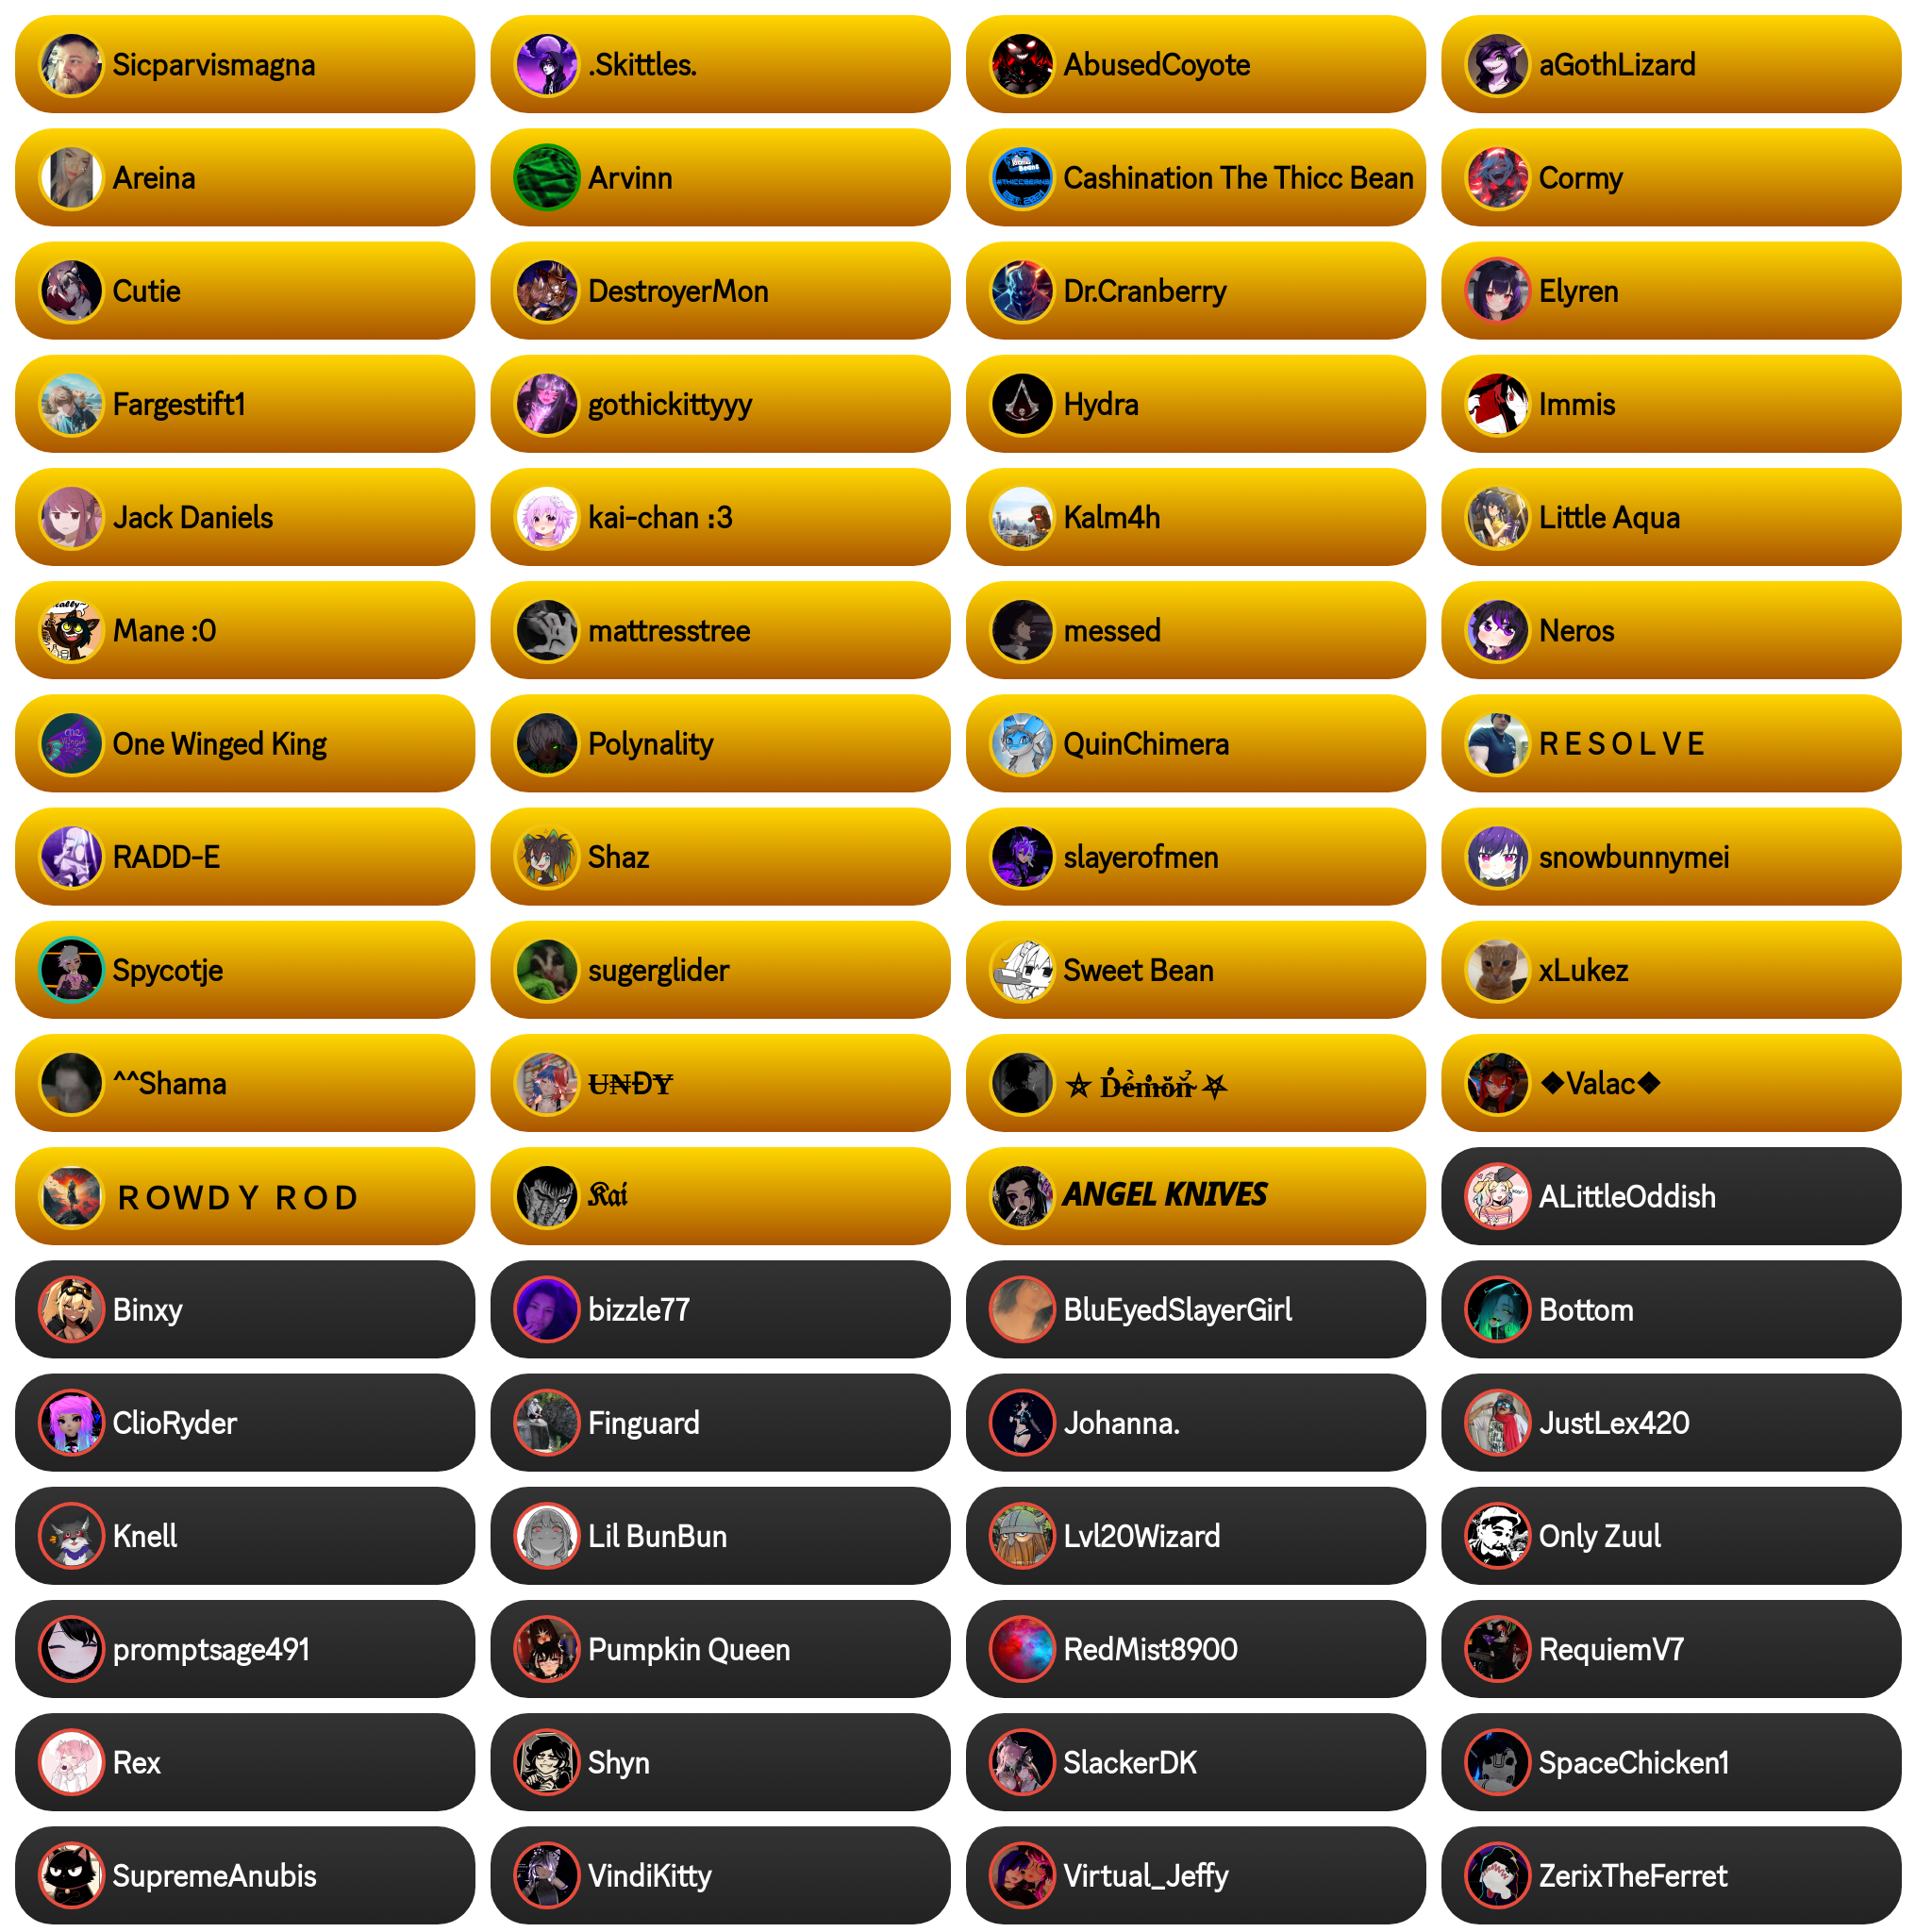 Sicparvismagna
.Skittles.
AbusedCoyote
aGothLizard
Areina
Arvinn
Cashination The Thicc Bean
Cormy
Cutie
DestroyerMon
Dr.Cranberry
Elyren
Fargestift1
gothickittyyy
Hydra
Immis
Jack Daniels
kai-chan :3
Kalm4h
Little Aqua
Mane :0
mattresstree
messed
Neros
One Winged King
Polynality
QuinChimera
R E S O L V E
RADD-E
Shaz
slayerofmen
snowbunnymei
Spycotje
sugerglider
Sweet Bean
xLukez
^^Shama
U̶N̶ĐY̶
⛤ D̴e̴m̴o̴n̴ ⛧
❖Valac❖
ＲＯＷＤＹ ＲＯＤ
𝕶𝖆𝖎
𝘼𝙉𝙂𝙀𝙇 𝙆𝙉𝙄𝙑𝙀𝙎
ALittleOddish
Binxy
bizzle77
BluEyedSlayerGirl
Bottom
ClioRyder
Finguard
Johanna.
JustLex420
Knell
Lil BunBun
Lvl20Wizard
Only Zuul
promptsage491
Pumpkin Queen
RedMist8900
RequiemV7
Rex
Shyn
SlackerDK
SpaceChicken1
SupremeAnubis
VindiKitty
Virtual_Jeffy
ZerixTheFerret